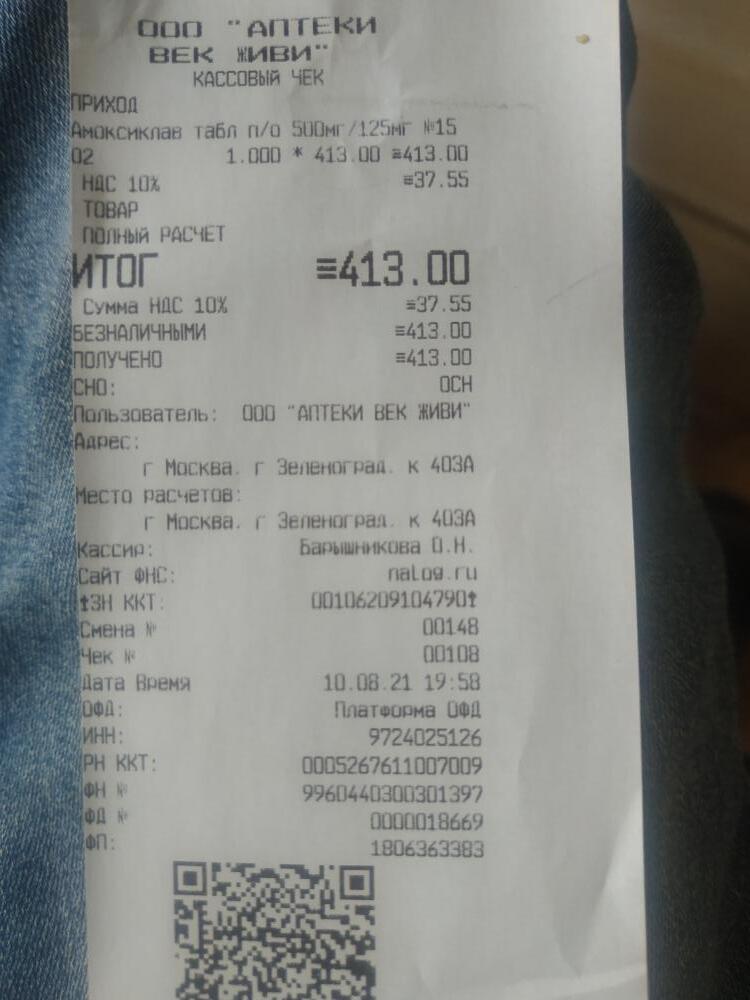 ООО "АПТЕКИ
ВЕК ЖИВИ"
КАССОВЫЙ ЧЕК
ПРИХОД
Амоксиклав табл п/о 500мг/125мг №15
02 1.000 * 413.00 ≡413.00
НДС 10% ≡37.55
ТОВАР
ПОЛНЫЙ РАСЧЕТ
ИТОГ ≡413.00
Сумма НДС 10% ≡37.55
БЕЗНАЛИЧНЫМИ ≡413.00
ПОЛУЧЕНО ≡413.00
СНО: ОСН
Пользователь: ООО "АПТЕКИ ВЕК ЖИВИ"
Адрес:
г Москва. г Зеленоград. к 403А
Место расчетов:
г Москва. г Зеленоград. к 403А
Кассир: Барышникова О.Н.
Сайт ФНС: nalog.ru
↑ЗН ККТ: 00106209104790↑
Смена № 00148
Чек № 00108
Дата Время 10.08.21 19:58
ОФД: Платформа ОФД
ИНН: 9724025126
РН ККТ: 0005267611007009
ФН № 9960440300301397
ФД № 0000018669
ФП: 1806363383